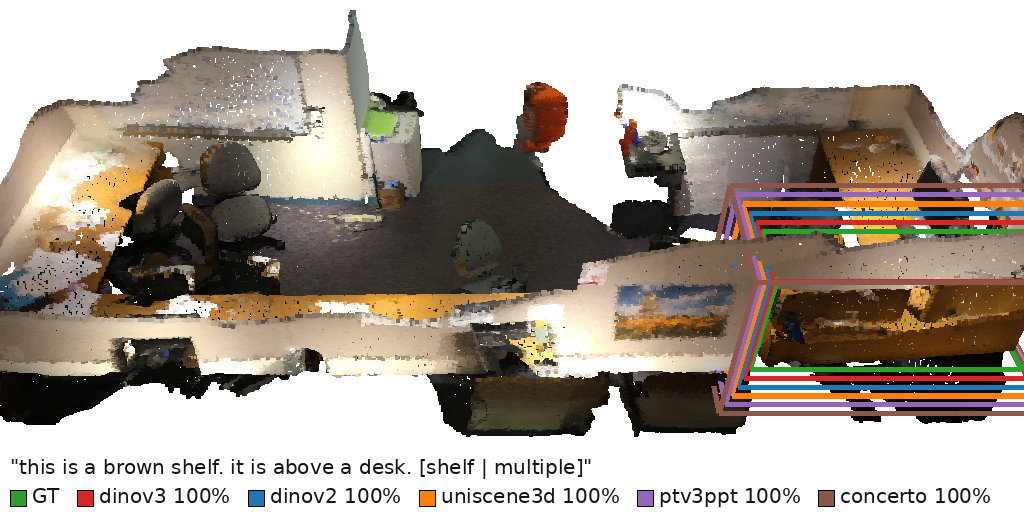 "this is a brown shelf. it is above a desk. [shelf | multiple]"
GT dinov3 100% dinov2 100% uniscene3d 100% ptv3ppt 100% concerto 100%